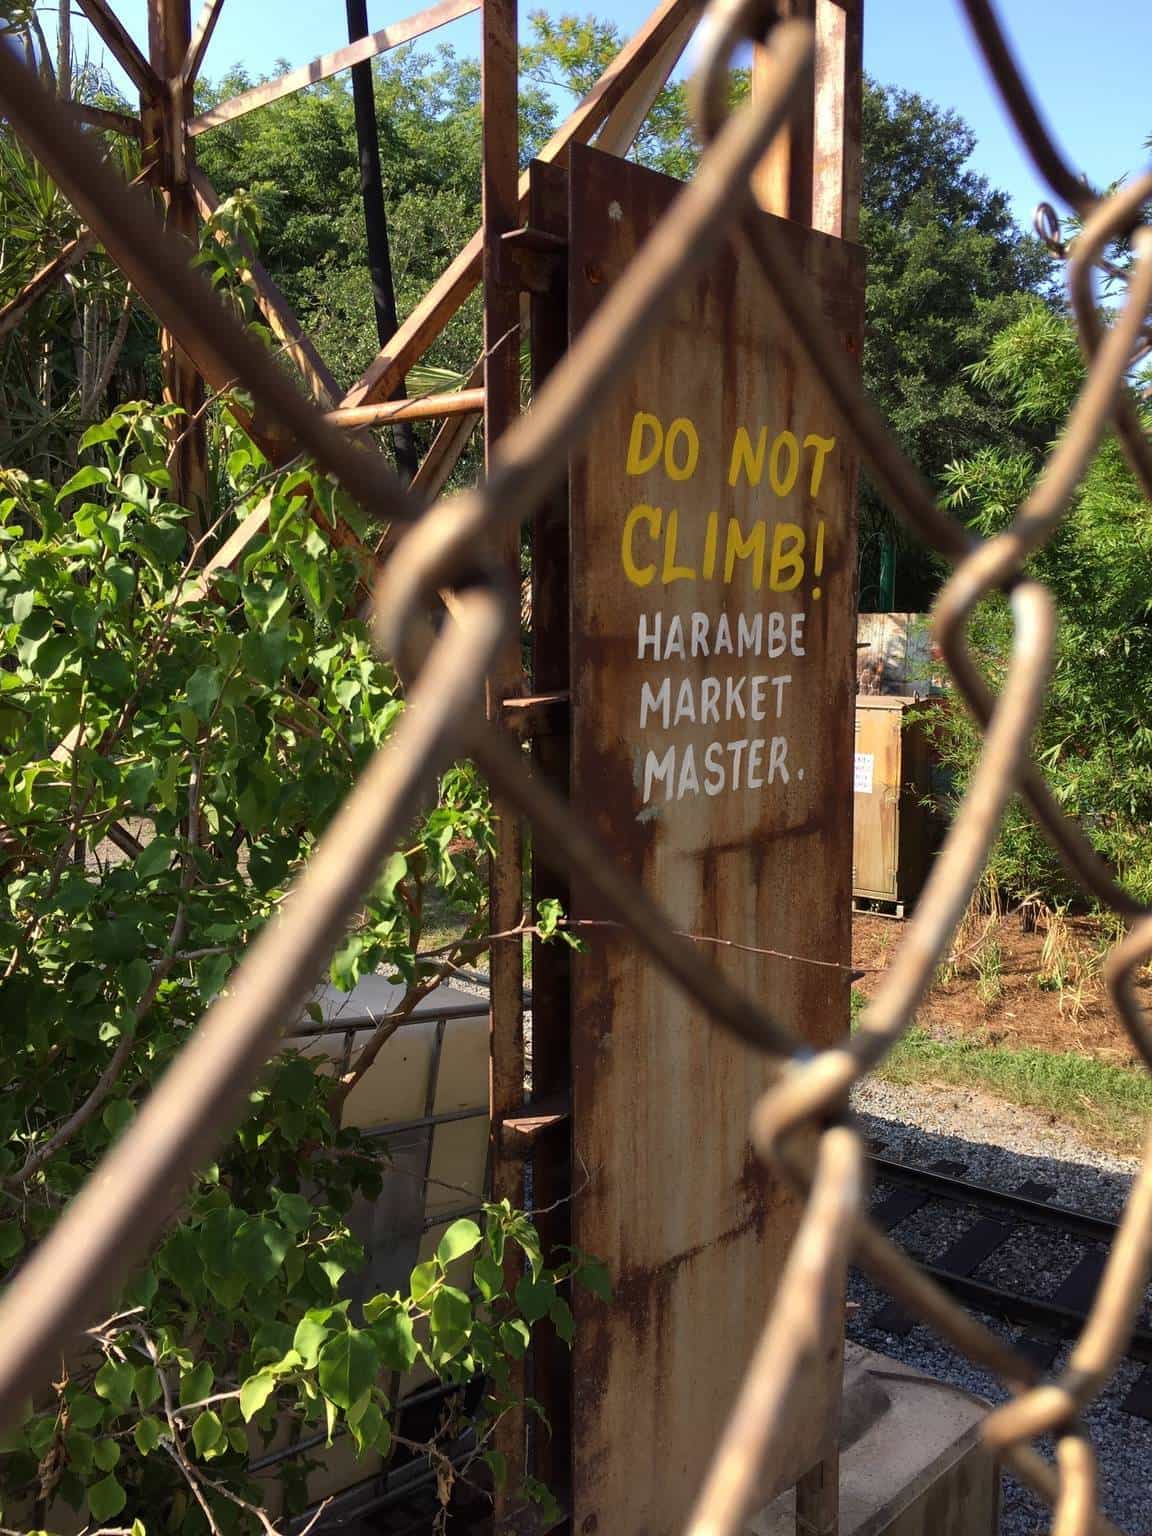 DO NOT
CLIMB!
HARAMBE
MARKET
MASTER.